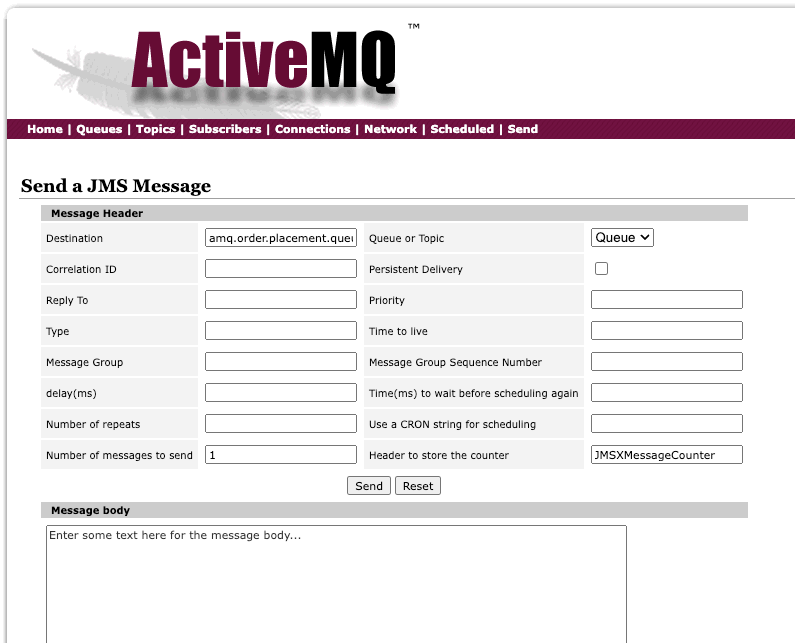 ActiveMQ ™
Home | Queues | Topics | Subscribers | Connections | Network | Scheduled | Send
Send a JMS Message
Message Header
Destination amq.order.placement.queu Queue or Topic Queue
Correlation ID Persistent Delivery
Reply To Priority
Type Time to live
Message Group Message Group Sequence Number
delay(ms) Time(ms) to wait before scheduling again
Number of repeats Use a CRON string for scheduling
Number of messages to send 1 Header to store the counter JMSXMessageCounter
Send Reset
Message body
Enter some text here for the message body...